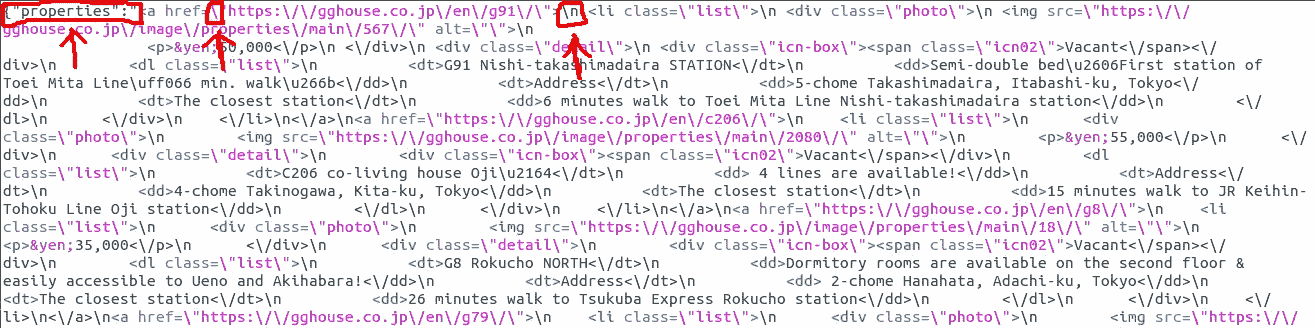 {"properties":"<a href=\"https:\/\/gghouse.co.jp\/en\/g91\/\">\n <li class=\"list\">\n <div class=\"photo\">\n <img src=\"https:\/\/
gghouse.co.jp\/image\/properties\/main\/567\/\" alt=\"\">\n
<p>&yen;60,000<\/p>\n <\/div>\n <div class=\"detail\">\n <div class=\"icn-box\"><span class=\"icn02\">Vacant<\/span><\/
div>\n <dl class=\"list\">\n <dt>G91 Nishi-takashimadaira STATION<\/dt>\n <dd>Semi-double bed\u2606First station of
Toei Mita Line\uff066 min. walk\u266b<\/dd>\n <dt>Address<\/dt>\n <dd>5-chome Takashimadaira, Itabashi-ku, Tokyo<\/
dd>\n <dt>The closest station<\/dt>\n <dd>6 minutes walk to Toei Mita Line Nishi-takashimadaira station<\/dd>\n <\/
dl>\n <\/div>\n <\/li>\n<\/a>\n<a href=\"https:\/\/gghouse.co.jp\/en\/c206\/\">\n <li class=\"list\">\n <div
class=\"photo\">\n <img src=\"https:\/\/gghouse.co.jp\/image\/properties\/main\/2080\/\" alt=\"\">\n <p>&yen;55,000<\/p>\n <\/
div>\n <div class=\"detail\">\n <div class=\"icn-box\"><span class=\"icn02\">Vacant<\/span><\/div>\n <dl
class=\"list\">\n <dt>C206 co-living house Oji\u2164<\/dt>\n <dd> 4 lines are available!<\/dd>\n <dt>Address<\/
dt>\n <dd>4-chome Takinogawa, Kita-ku, Tokyo<\/dd>\n <dt>The closest station<\/dt>\n <dd>15 minutes walk to JR Keihin-
Tohoku Line Oji station<\/dd>\n <\/dl>\n <\/div>\n <\/li>\n<\/a>\n<a href=\"https:\/\/gghouse.co.jp\/en\/g8\/\">\n <li
class=\"list\">\n <div class=\"photo\">\n <img src=\"https:\/\/gghouse.co.jp\/image\/properties\/main\/18\/\" alt=\"\">\n
<p>&yen;35,000<\/p>\n <\/div>\n <div class=\"detail\">\n <div class=\"icn-box\"><span class=\"icn02\">Vacant<\/span><\/
div>\n <dl class=\"list\">\n <dt>G8 Rokucho NORTH<\/dt>\n <dd>Dormitory rooms are available on the second floor &
easily accessible to Ueno and Akihabara!<\/dd>\n <dt>Address<\/dt>\n <dd> 2-chome Hanahata, Adachi-ku, Tokyo<\/dd>\n
<dt>The closest station<\/dt>\n <dd>26 minutes walk to Tsukuba Express Rokucho station<\/dd>\n <\/dl>\n <\/div>\n <\/
li>\n<\/a>\n<a href=\"https:\/\/gghouse.co.jp\/en\/g79\/\">\n <li class=\"list\">\n <div class=\"photo\">\n <img src=\"https:\/\/